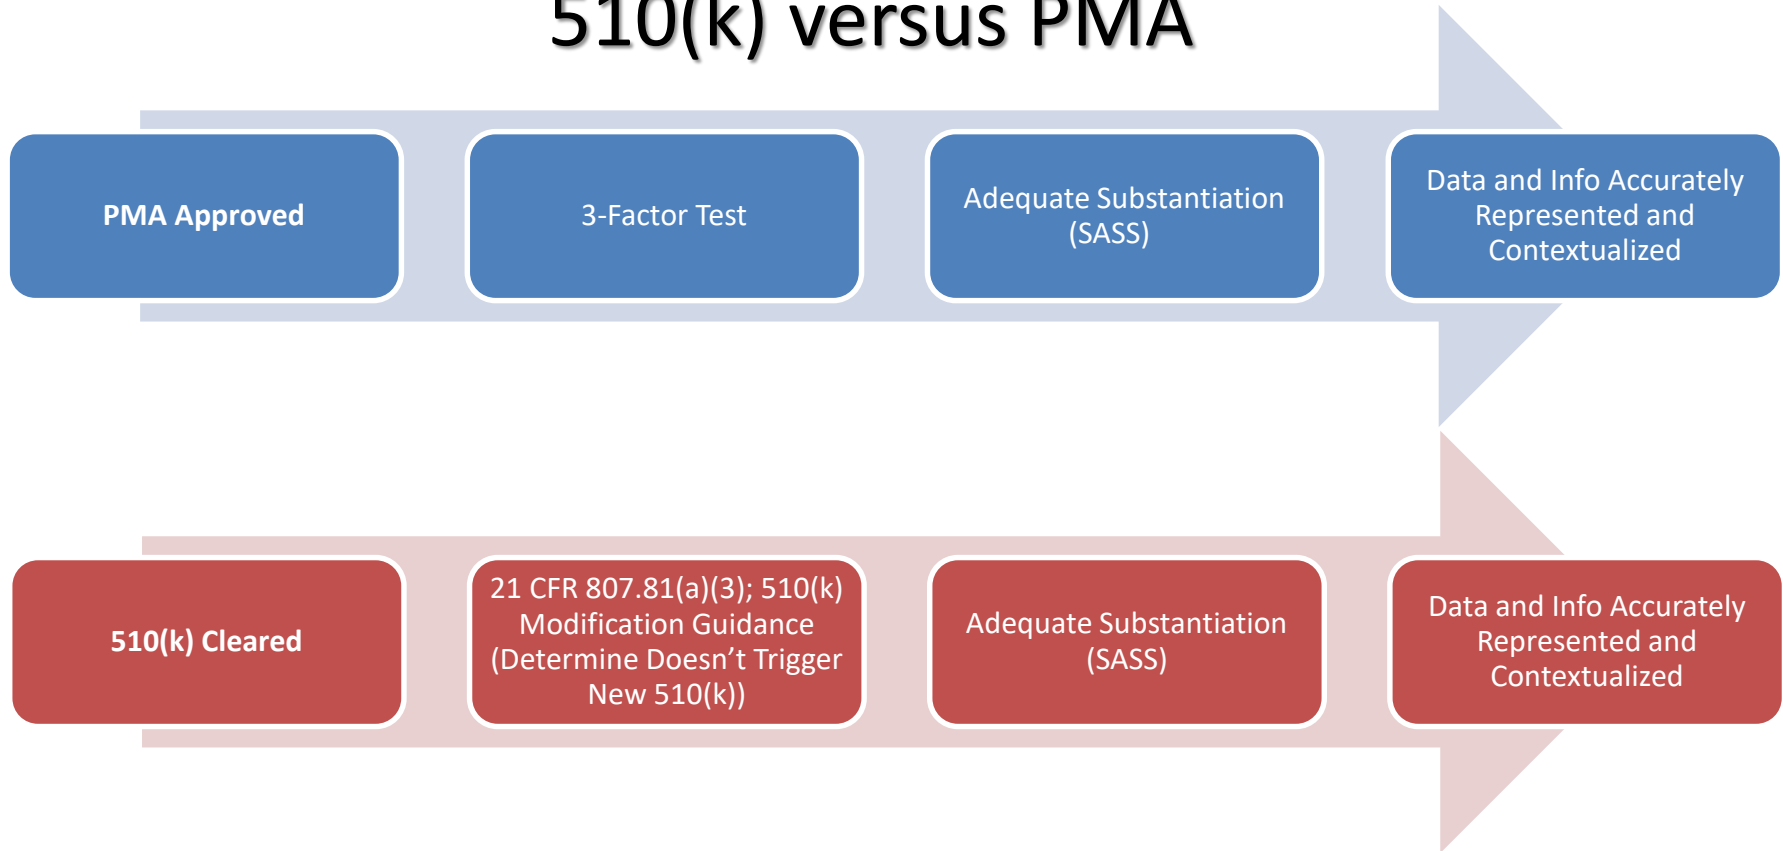 510(k) versus PMA
PMA Approved
3-Factor Test
Adequate Substantiation
(SASS)
Data and Info Accurately
Represented and
Contextualized
510(k) Cleared
21 CFR 807.81(a)(3); 510(k)
Modification Guidance
(Determine Doesn’t Trigger
New 510(k))
Adequate Substantiation
(SASS)
Data and Info Accurately
Represented and
Contextualized